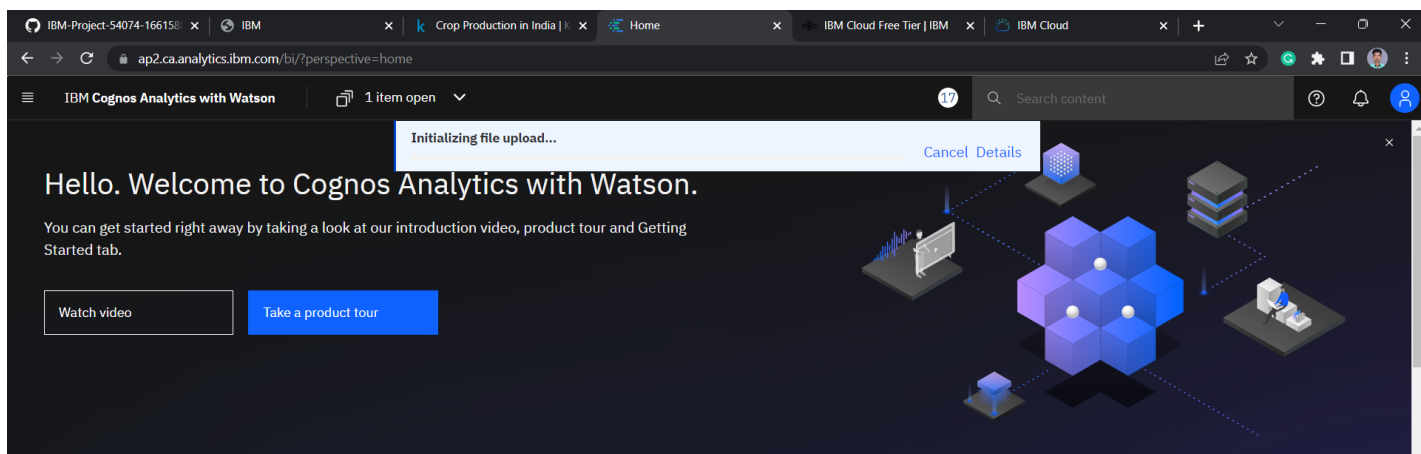 IBM-Project-54074-166158
IBM
Crop Production in India | K
Home
IBM Cloud Free Tier | IBM
IBM Cloud
ap2.ca.analytics.ibm.com/bi/?perspective=home
IBM Cognos Analytics with Watson
1 item open
17
Search content
Initializing file upload...
Cancel Details
Hello. Welcome to Cognos Analytics with Watson.
You can get started right away by taking a look at our introduction video, product tour and Getting
Started tab.
Watch video
Take a product tour